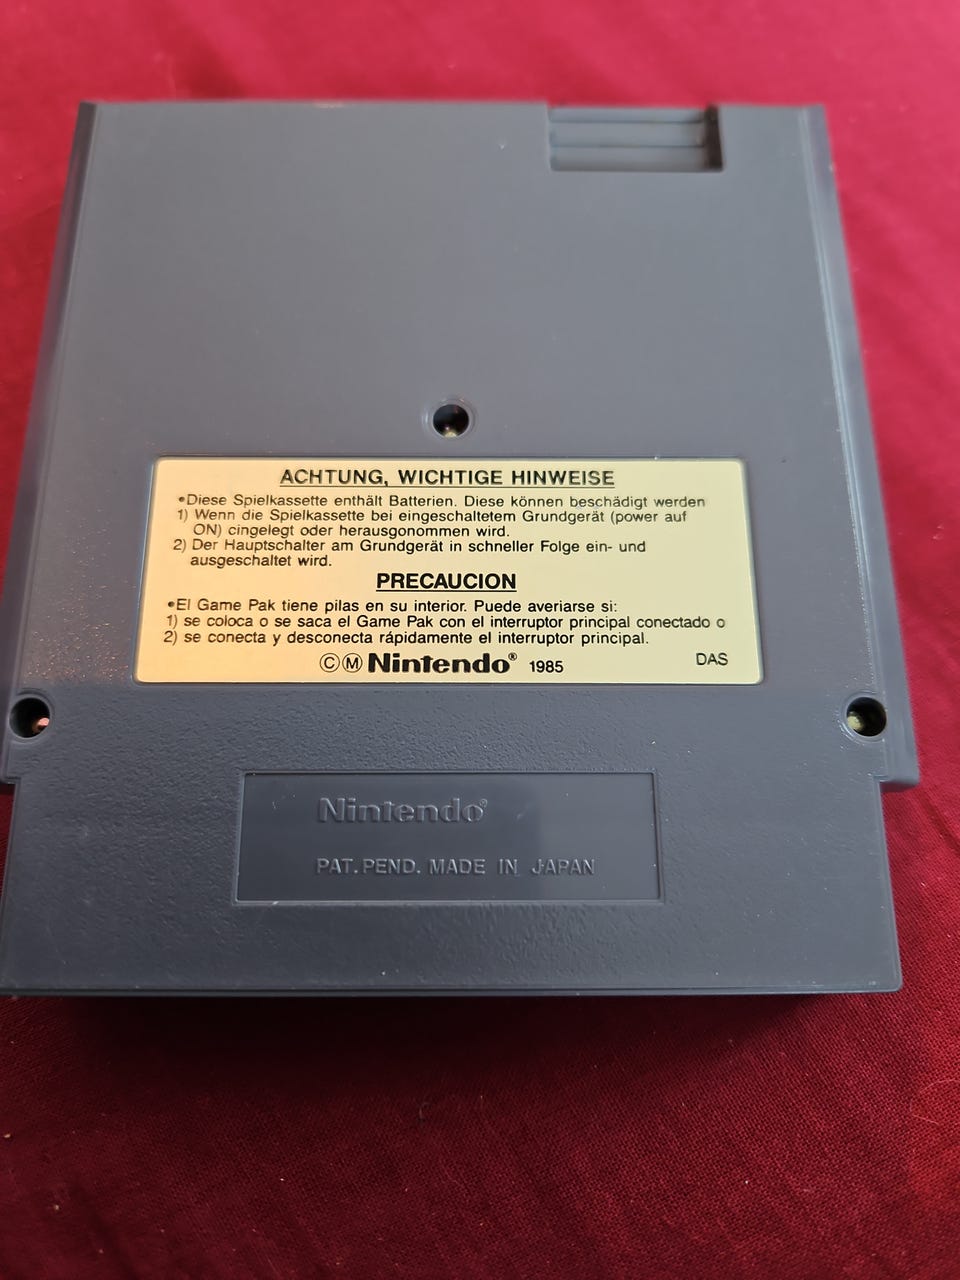 ACHTUNG, WICHTIGE HINWEISE
•Diese Spielkassette enthält Batterien. Diese können beschädigt werden
1) Wenn die Spielkassette bei eingeschaltetem Grundgerät (power auf
ON) eingelegt oder herausgonommen wird.
2) Der Hauptschalter am Grundgerät in schneller Folge ein- und
ausgeschaltet wird.
PRECAUCION
•El Game Pak tiene pilas en su interior. Puede averiarse si:
1) se coloca o se saca el Game Pak con el interruptor principal conectado o
2) se conecta y desconecta rápidamente el interruptor principal.
©Ⓜ Nintendo® 1985 DAS
Nintendo®
PAT. PEND. MADE IN JAPAN